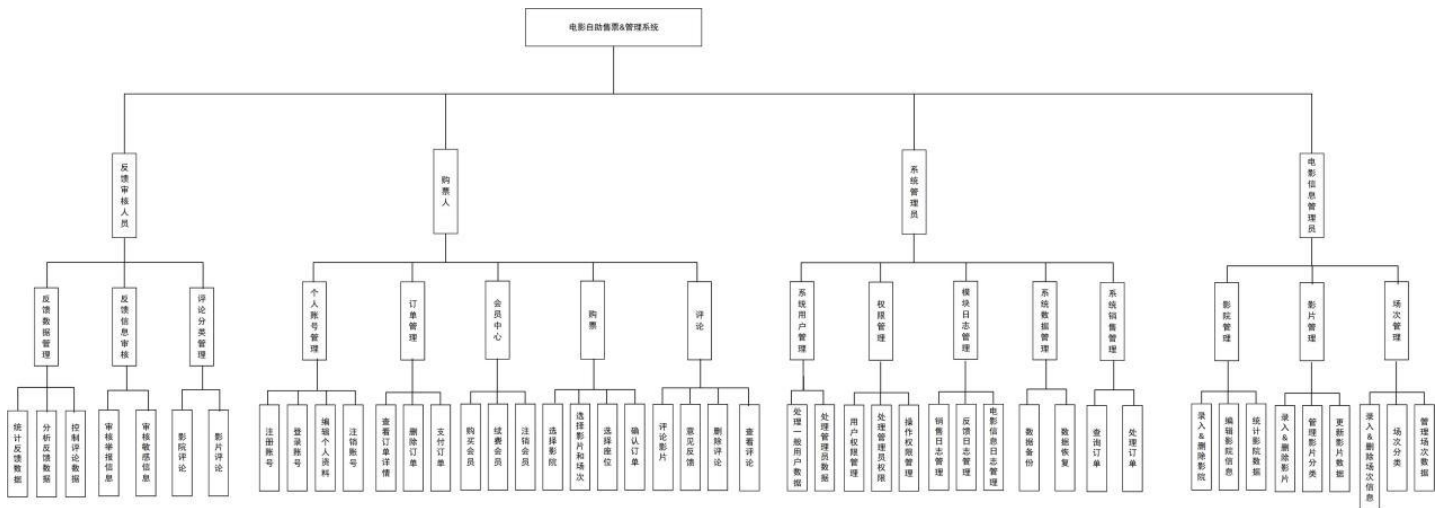 电影自助售票&管理系统
反馈审核人员
购票人
系统管理员
电影信息管理员
反馈数据管理
反馈信息审核
评论分类管理
个人账号管理
订单管理
会员中心
购票
评论
系统用户管理
权限管理
模块日志管理
系统数据管理
系统销售管理
影院管理
影片管理
场次管理
统计反馈数据
分析反馈数据
控制评论数据
审核举报信息
审核敏感信息
影院评论
影片评论
注册账号
登录账号
编辑个人资料
注销账号
查看订单详情
删除订单
支付订单
购买会员
续费会员
注销会员
选择影院
选择影片和场次
选择座位
确认订单
评论影片
意见反馈
删除评论
查看评论
处理一般用户数据
处理管理员数据
用户权限管理
处理管理员权限
操作权限管理
销售日志管理
反馈日志管理
电影信息日志管理
数据备份
数据恢复
查询订单
处理订单
录入&删除影院
编辑影院信息
统计影院数据
录入&删除影片
管理影片分类
更新影片数据
录入&删除场次信息
场次分类
管理场次数据